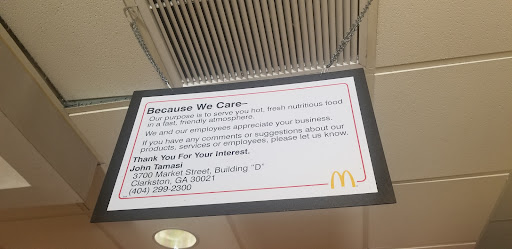 Because We Care–
Our purpose is to serve you hot, fresh nutritious food
in a fast, friendly atmosphere.
We and our employees appreciate your business.
If you have any comments or suggestions about our
products, services or employees, please let us know.
Thank You For Your Interest.
John Tamasi
3700 Market Street, Building "D"
Clarkston, GA 30021
(404) 299-2300